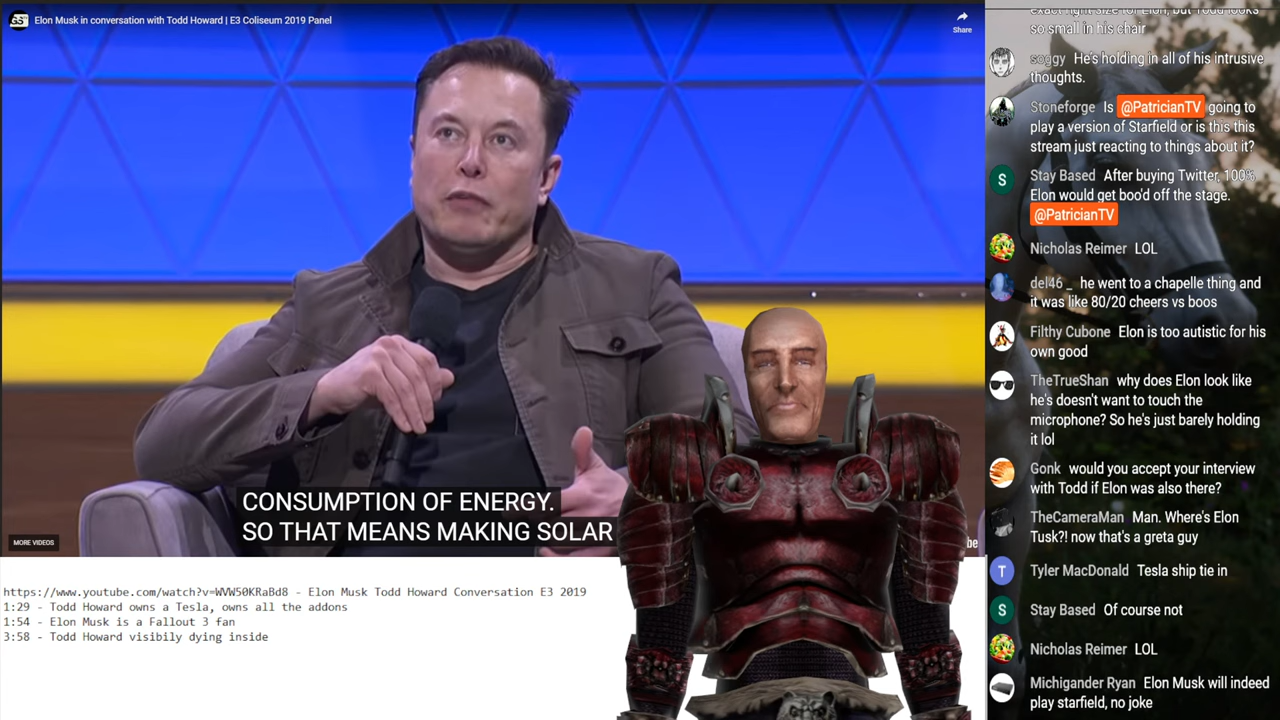 Elon Musk in conversation with Todd Howard | E3 Coliseum 2019 Panel
Share
CONSUMPTION OF ENERGY.
SO THAT MEANS MAKING SOLAR
MORE VIDEOS
https://www.youtube.com/watch?v=WVW50KRaBd8 - Elon Musk Todd Howard Conversation E3 2019
1:29 - Todd Howard owns a Tesla, owns all the addons
1:54 - Elon Musk is a Fallout 3 fan
3:58 - Todd Howard visibily dying inside
exact right size for Elon, but Todd looks
so small in his chair
soggy He's holding in all of his intrusive
thoughts.
Stoneforge Is @PatricianTV going to
play a version of Starfield or is this this
stream just reacting to things about it?
S
Stay Based After buying Twitter, 100%
Elon would get boo'd off the stage.
@PatricianTV
Nicholas Reimer LOL
del46 _ he went to a chapelle thing and
it was like 80/20 cheers vs boos
Filthy Cubone Elon is too autistic for his
own good
TheTrueShan why does Elon look like
he's doesn't want to touch the
microphone? So he's just barely holding
it lol
Gonk would you accept your interview
with Todd if Elon was also there?
TheCameraMan Man. Where's Elon
Tusk?! now that's a greta guy
T
Tyler MacDonald Tesla ship tie in
S
Stay Based Of course not
Nicholas Reimer LOL
Michigander Ryan Elon Musk will indeed
play starfield, no joke